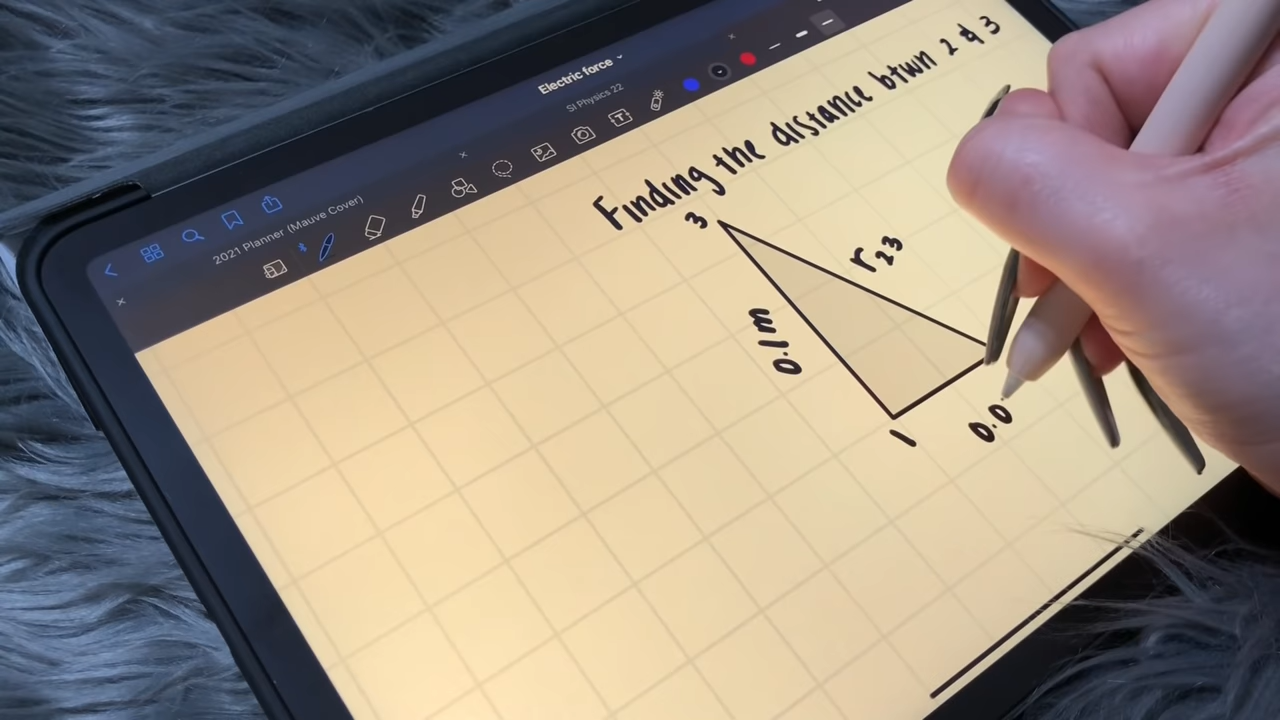 Electric force
SI Physics 22
2021 Planner (Mauve Cover)
Finding the distance btwn 2 & 3
3
r23
0.1m
1
0.0